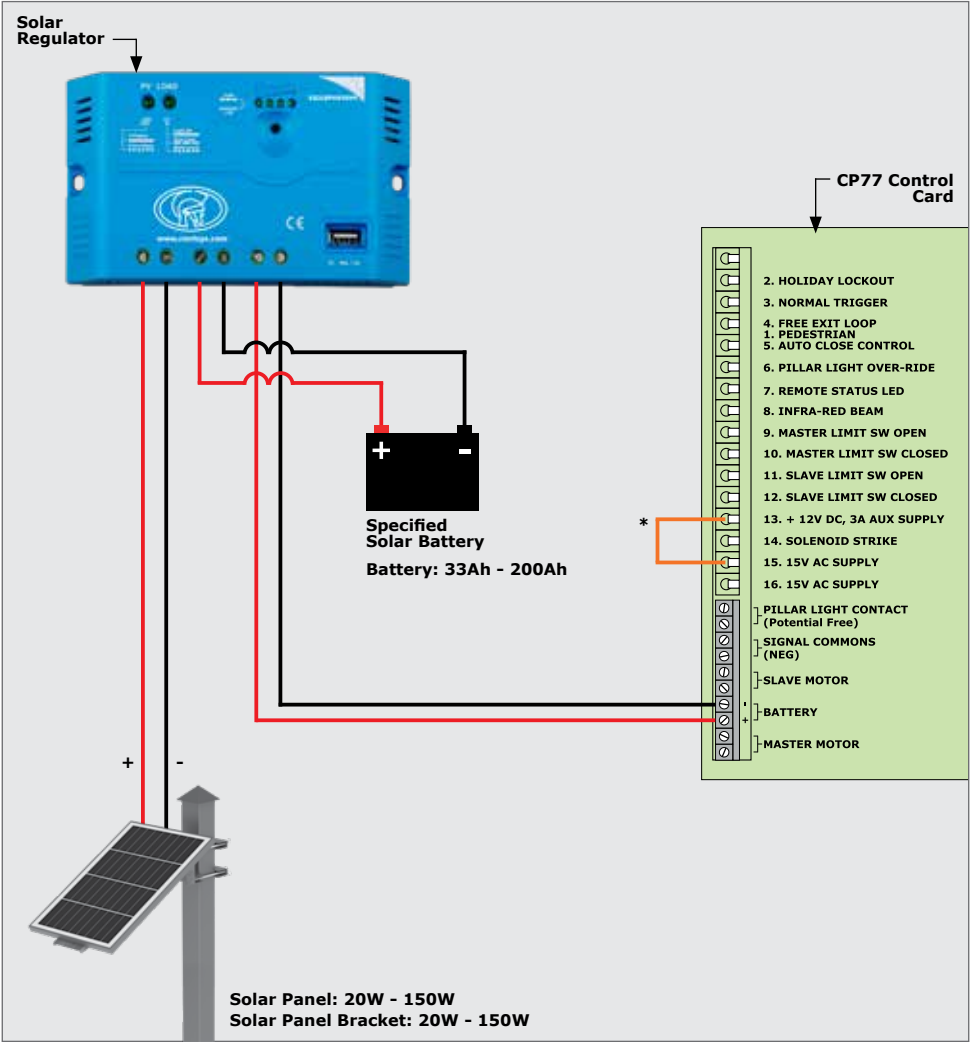 Solar
Regulator
PV LOAD
www.centsys.com
CE
CP77 Control
Card
2. HOLIDAY LOCKOUT
3. NORMAL TRIGGER
4. FREE EXIT LOOP
1. PEDESTRIAN
5. AUTO CLOSE CONTROL
6. PILLAR LIGHT OVER-RIDE
7. REMOTE STATUS LED
8. INFRA-RED BEAM
9. MASTER LIMIT SW OPEN
10. MASTER LIMIT SW CLOSED
11. SLAVE LIMIT SW OPEN
12. SLAVE LIMIT SW CLOSED
*
13. + 12V DC, 3A AUX SUPPLY
14. SOLENOID STRIKE
15. 15V AC SUPPLY
16. 15V AC SUPPLY
PILLAR LIGHT CONTACT
(Potential Free)
SIGNAL COMMONS
(NEG)
SLAVE MOTOR
-
BATTERY
+
MASTER MOTOR
+ -
Specified
Solar Battery
Battery: 33Ah - 200Ah
+ -
Solar Panel: 20W - 150W
Solar Panel Bracket: 20W - 150W